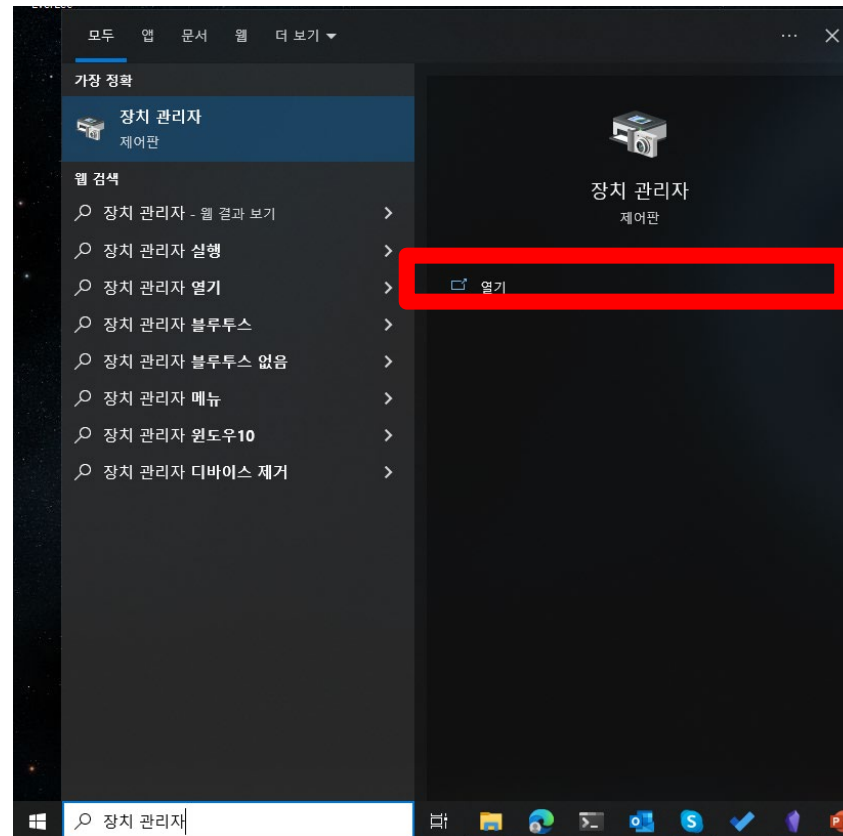 모두 앱 문서 웹 더 보기
가장 정확
장치 관리자
제어판
웹 검색
장치 관리자 - 웹 결과 보기
장치 관리자 실행
장치 관리자 열기
장치 관리자 블루투스
장치 관리자 블루투스 없음
장치 관리자 메뉴
장치 관리자 윈도우10
장치 관리자 디바이스 제거
장치 관리자
제어판
열기
장치 관리자